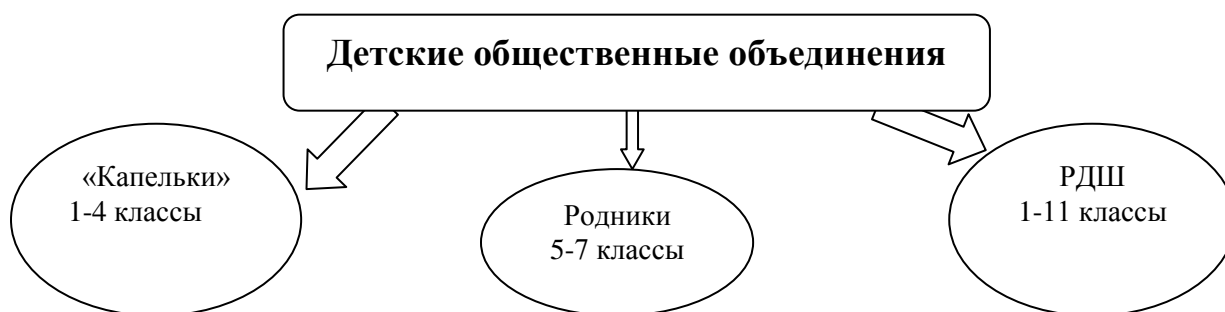 Детские общественные объединения
«Капельки»
1-4 классы
Родники
5-7 классы
РДШ
1-11 классы